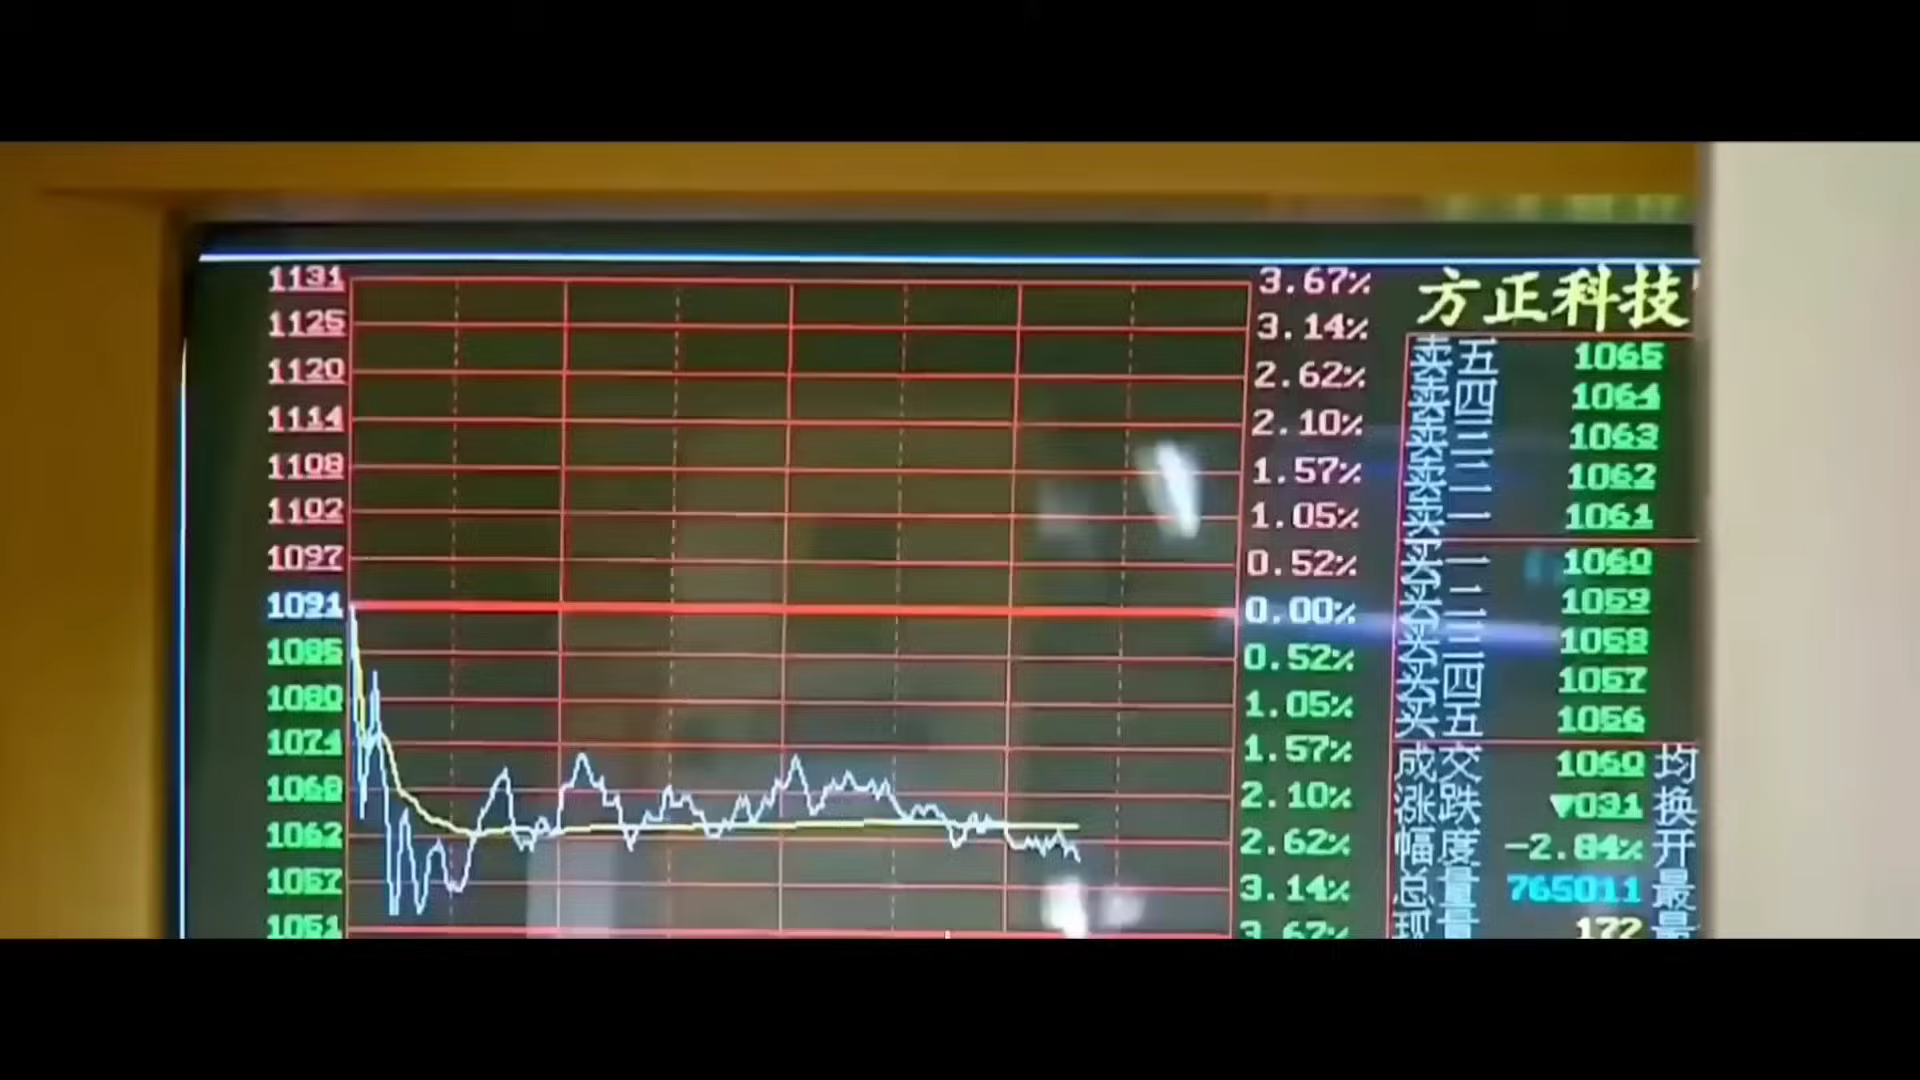 1131 3.67% 方正科技
1125 3.14%
卖五 1065
1120 2.62%
卖四 1064
1114 2.10%
卖三 1063
1108 1.57%
卖二 1062
1102 1.05%
卖一 1061
1097 0.52%
买一 1060
1091 0.00%
买二 1059
买三 1058
1085 0.52%
买四 1057
1080 1.05%
买五 1056
1074 1.57%
成交 1060 均
1068 2.10%
涨跌 ▼031 换
1062 2.62%
幅度 -2.84% 开
1057 3.14%
总量 765011 最
1051 3.67%
现量 172 最